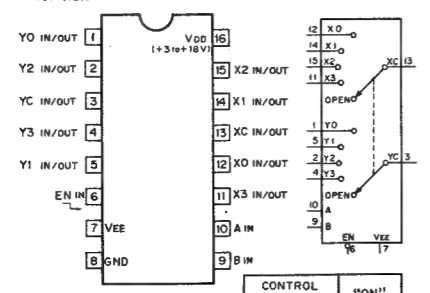 YO IN/OUT 1
Y2 IN/OUT 2
YC IN/OUT 3
Y3 IN/OUT 4
Y1 IN/OUT 5
EN IN 6
7 VEE
8 GND
VDD 16
(+3 to +18V)
15 X2 IN/OUT
14 X1 IN/OUT
13 XC IN/OUT
12 XO IN/OUT
11 X3 IN/OUT
10 A IN
9 B IN
12 XO
14 X1
15 X2
11 X3
OPEN
XC 13
1 YO
5 Y1
2 Y2
4 Y3
OPEN
YC 3
10 A
9 B
EN VEE
6 7
CONTROL
"ON"